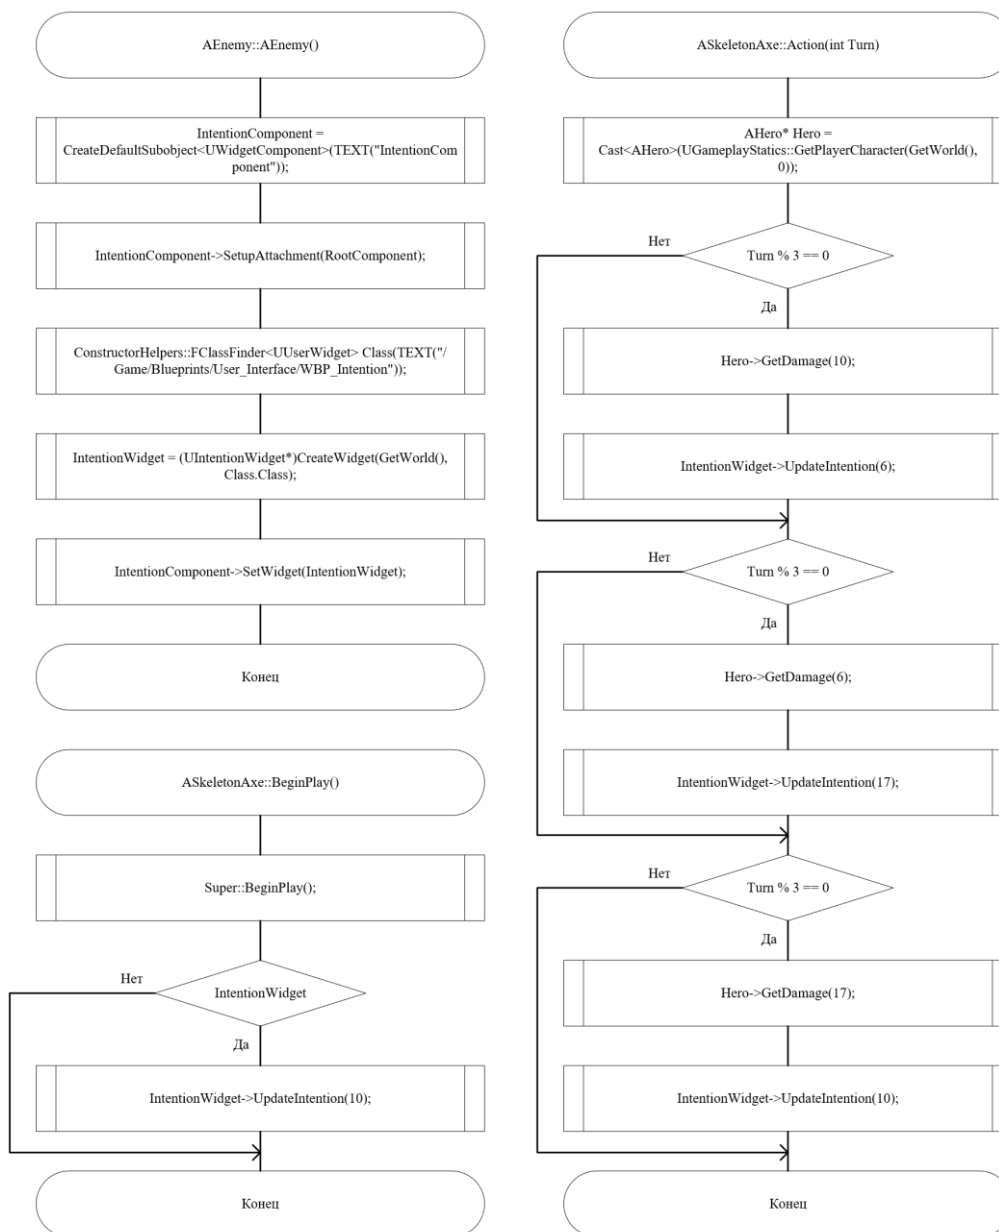 AEnemy::AEnemy()
IntentionComponent =
CreateDefaultSubobject<UWidgetComponent>(TEXT("IntentionCom
ponent"));
IntentionComponent->SetupAttachment(RootComponent);
ConstructorHelpers::FClassFinder<UUserWidget> Class(TEXT("/
Game/Blueprints/User_Interface/WBP_Intention"));
IntentionWidget = (UIntentionWidget*)CreateWidget(GetWorld(),
Class.Class);
IntentionComponent->SetWidget(IntentionWidget);
Конец
ASkeletonAxe::BeginPlay()
Super::BeginPlay();
Нет
IntentionWidget
Да
IntentionWidget->UpdateIntention(10);
Конец
ASkeletonAxe::Action(int Turn)
AHero* Hero =
Cast<AHero>(UGameplayStatics::GetPlayerCharacter(GetWorld(),
0));
Нет
Turn % 3 == 0
Да
Hero->GetDamage(10);
IntentionWidget->UpdateIntention(6);
Нет
Turn % 3 == 0
Да
Hero->GetDamage(6);
IntentionWidget->UpdateIntention(17);
Нет
Turn % 3 == 0
Да
Hero->GetDamage(17);
IntentionWidget->UpdateIntention(10);
Конец